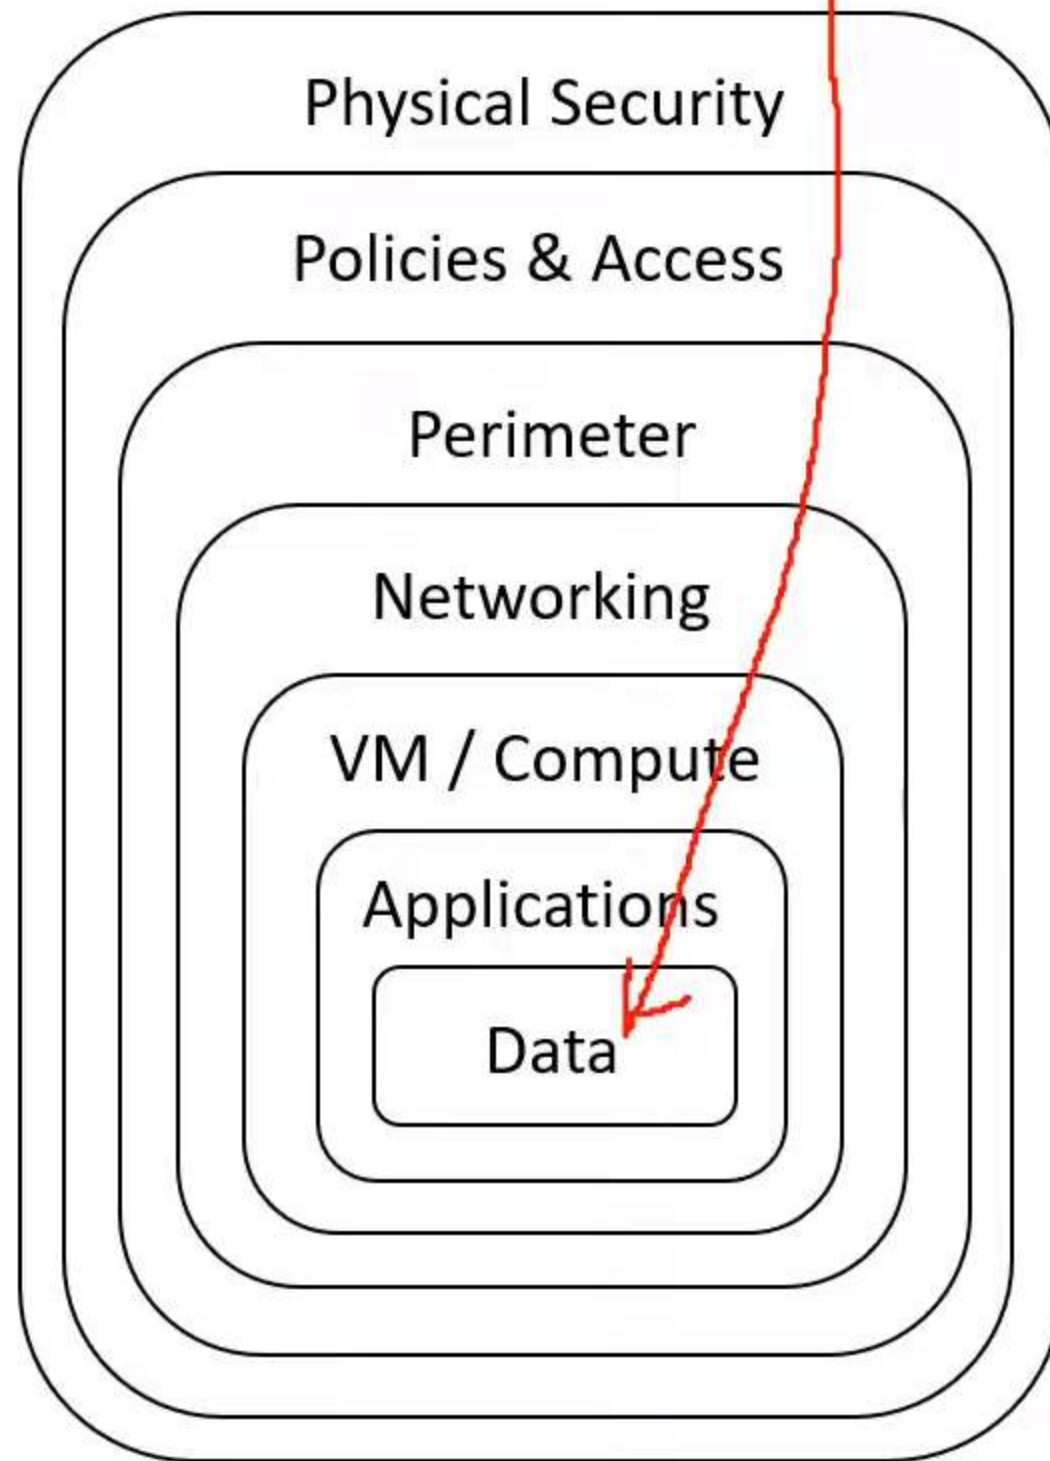 Physical Security
Policies & Access
Perimeter
Networking
VM / Compute
Applications
Data